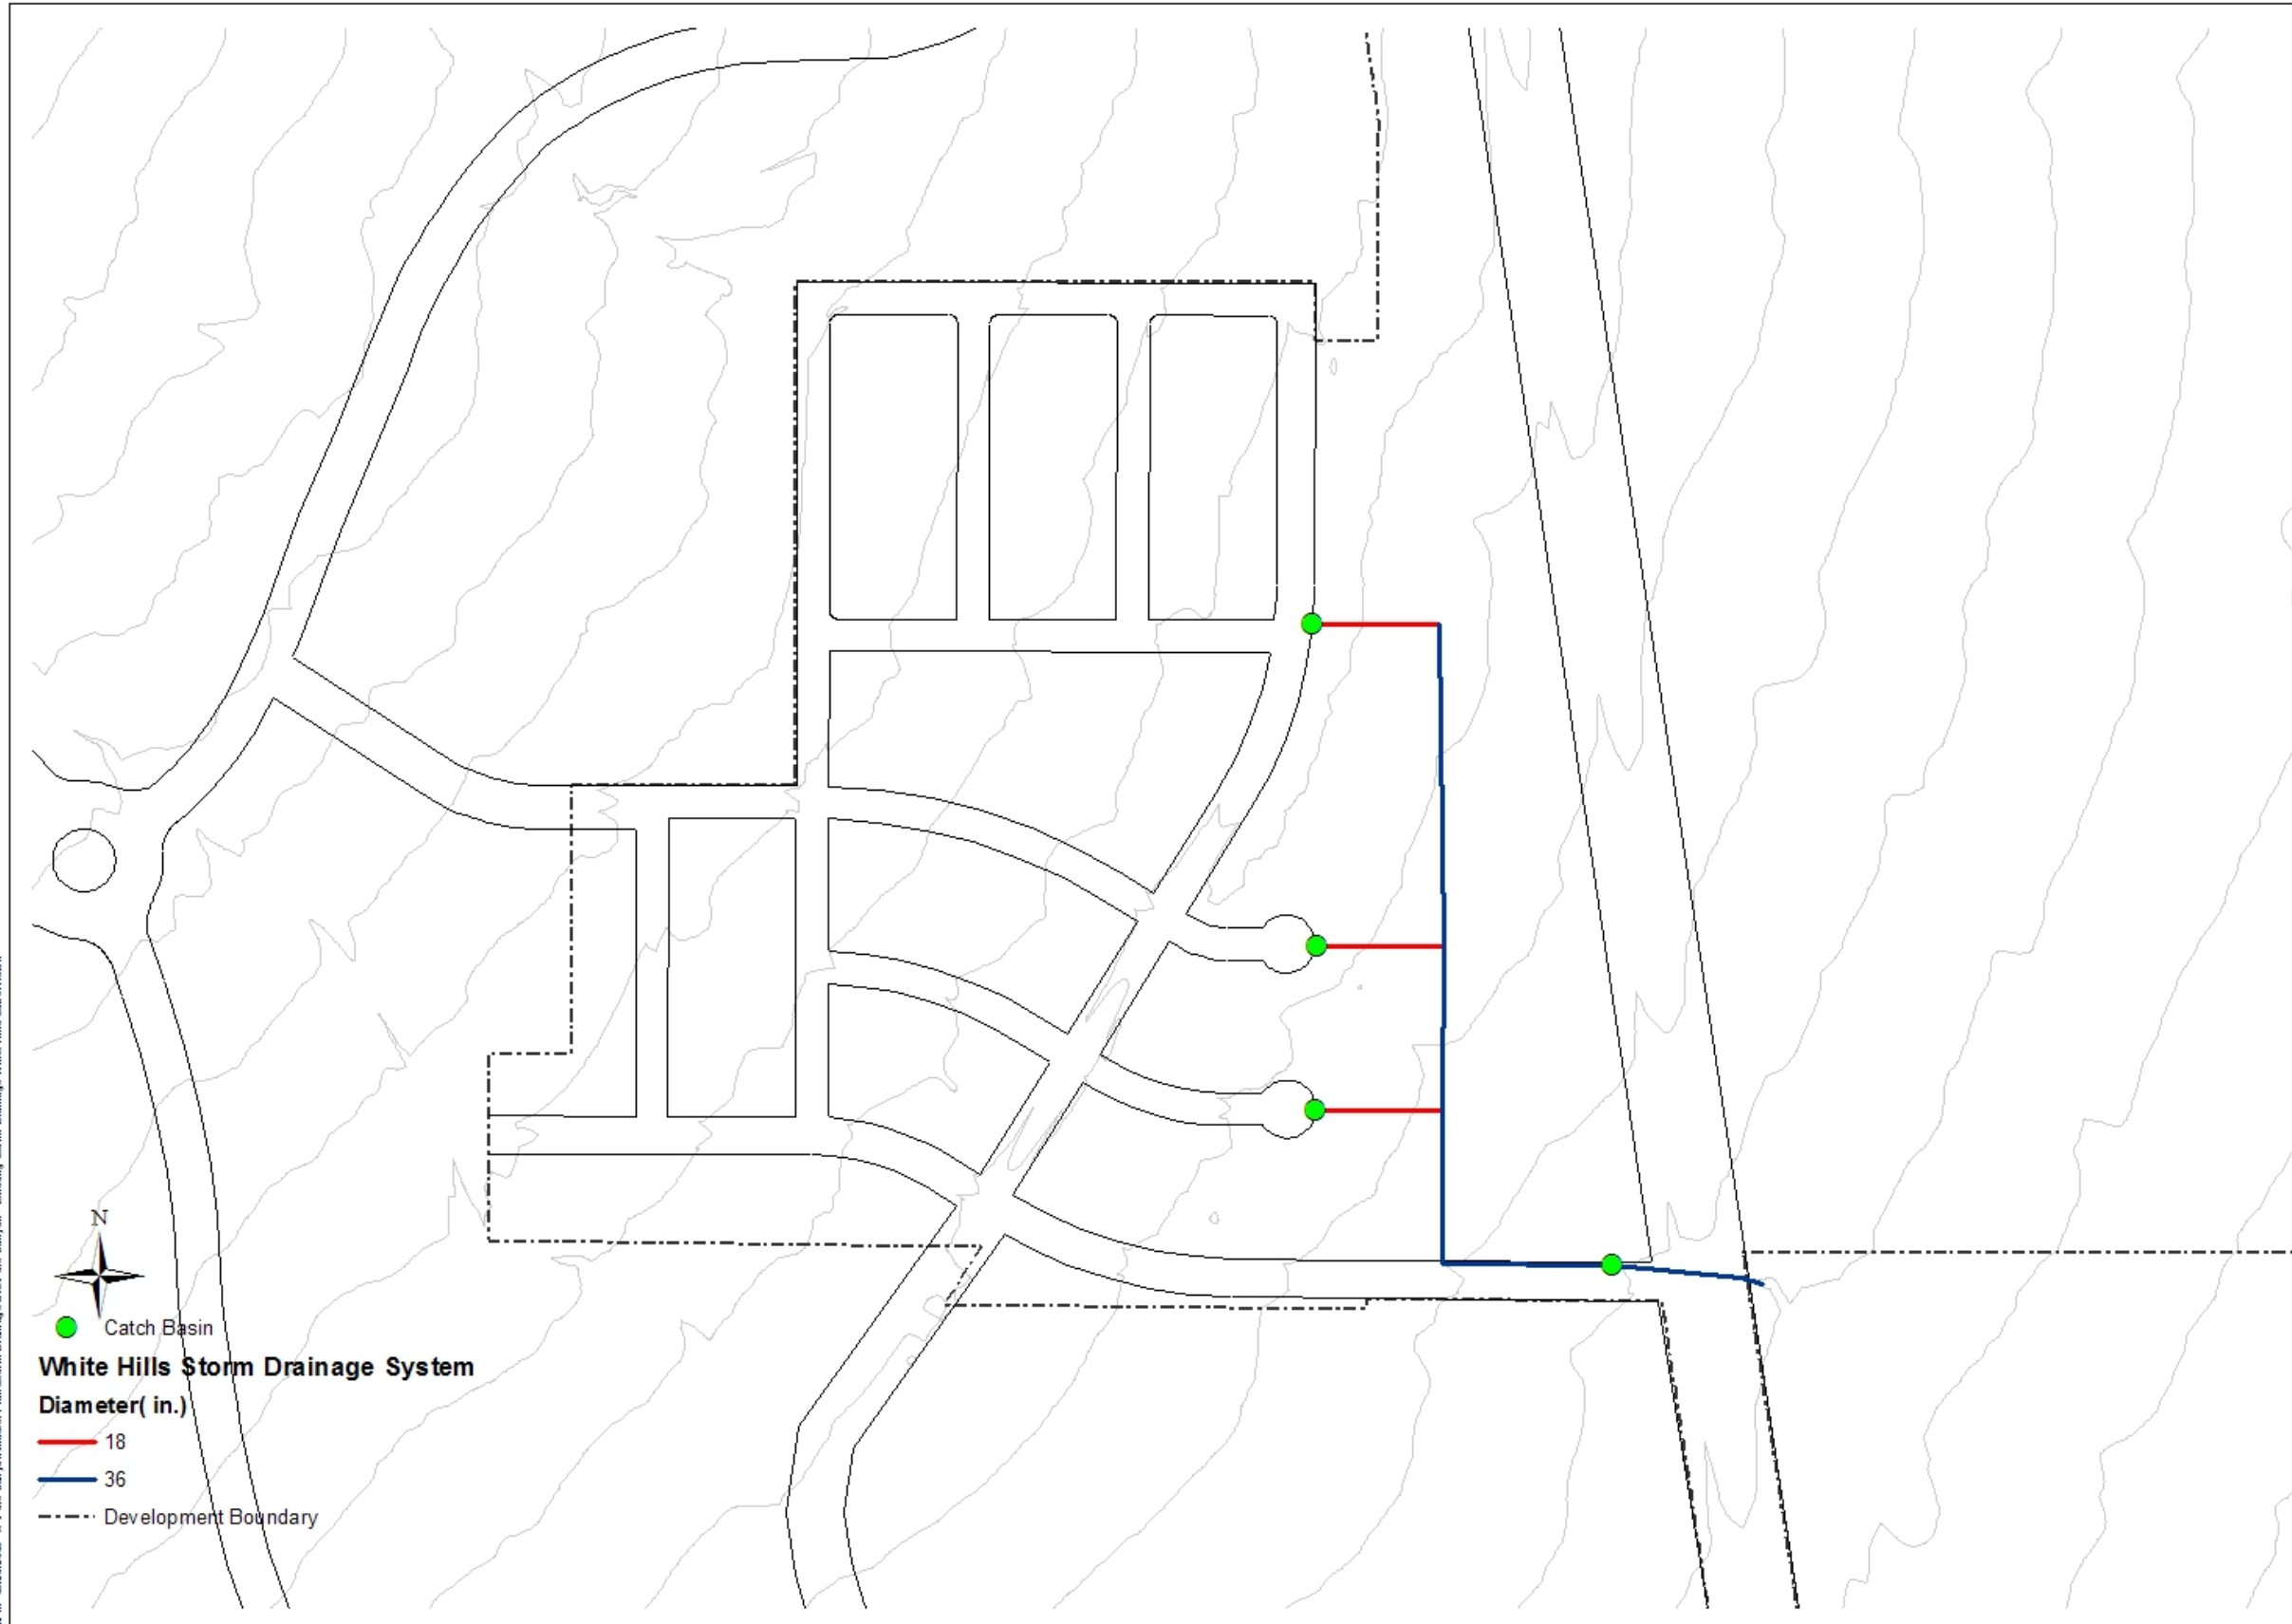 N
Catch Basin
White Hills Storm Drainage System
Diameter( in.)
18
36
Development Boundary